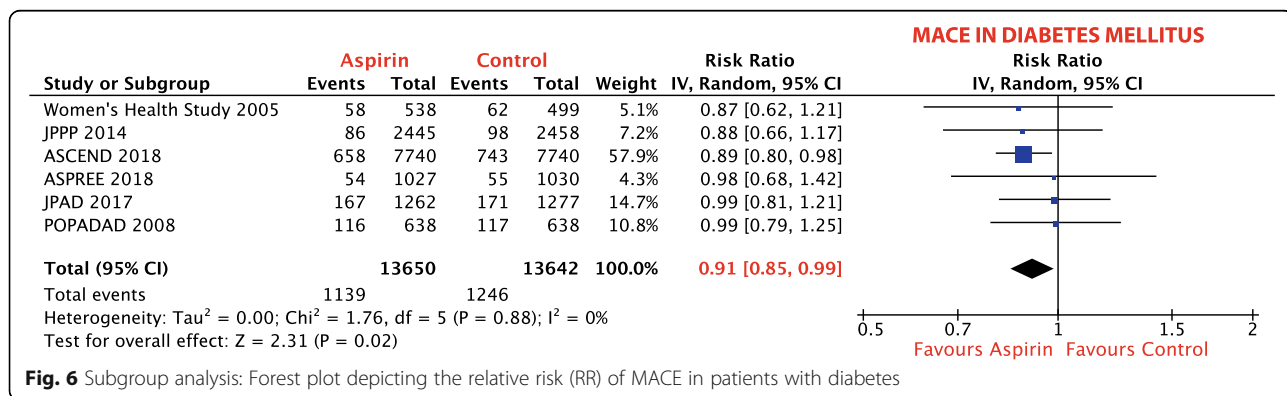 MACE IN DIABETES MELLITUS
Aspirin Control Risk Ratio Risk Ratio
Study or Subgroup Events Total Events Total Weight IV, Random, 95% CI IV, Random, 95% CI
Women's Health Study 2005 58 538 62 499 5.1% 0.87 [0.62, 1.21]
JPPP 2014 86 2445 98 2458 7.2% 0.88 [0.66, 1.17]
ASCEND 2018 658 7740 743 7740 57.9% 0.89 [0.80, 0.98]
ASPREE 2018 54 1027 55 1030 4.3% 0.98 [0.68, 1.42]
JPAD 2017 167 1262 171 1277 14.7% 0.99 [0.81, 1.21]
POPADAD 2008 116 638 117 638 10.8% 0.99 [0.79, 1.25]
Total (95% CI) 13650 13642 100.0% 0.91 [0.85, 0.99]
Total events 1139 1246
Heterogeneity: Tau² = 0.00; Chi² = 1.76, df = 5 (P = 0.88); I² = 0%
Test for overall effect: Z = 2.31 (P = 0.02)
0.5 0.7 1 1.5 2
Favours Aspirin Favours Control
Fig. 6 Subgroup analysis: Forest plot depicting the relative risk (RR) of MACE in patients with diabetes